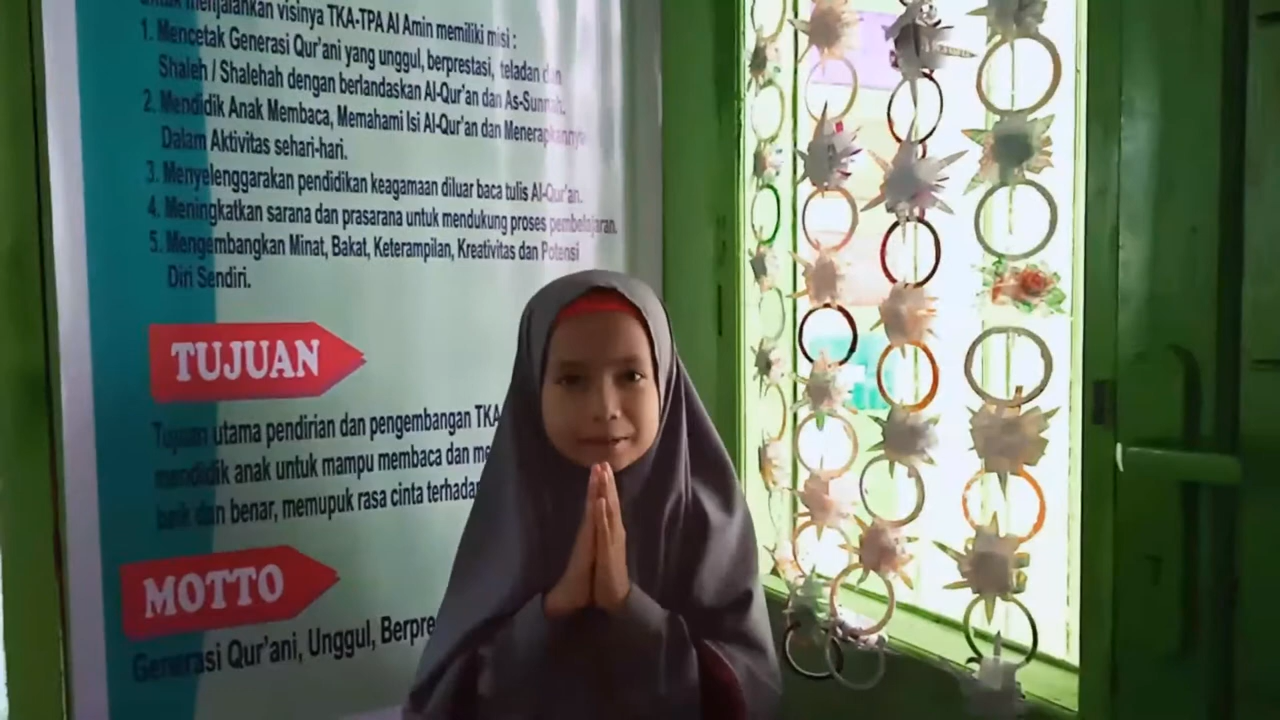 untuk menjalankan visinya TKA-TPA Al Amin memiliki misi :
1. Mencetak Generasi Qur'ani yang unggul, berprestasi, teladan dan
Shaleh / Shalehah dengan berlandaskan Al-Qur'an dan As-Sunnah.
2. Mendidik Anak Membaca, Memahami Isi Al-Qur'an dan Menerapkannya
Dalam Aktivitas sehari-hari.
3. Menyelenggarakan pendidikan keagamaan diluar baca tulis Al-Qur'an.
4. Meningkatkan sarana dan prasarana untuk mendukung proses pembelajaran.
5. Mengembangkan Minat, Bakat, Keterampilan, Kreativitas dan Potensi
Diri Sendiri.
TUJUAN
Tujuan utama pendirian dan pengembangan TKA
mendidik anak untuk mampu membaca dan me
baik dan benar, memupuk rasa cinta terhadap
MOTTO
Generasi Qur'ani, Unggul, Berpre